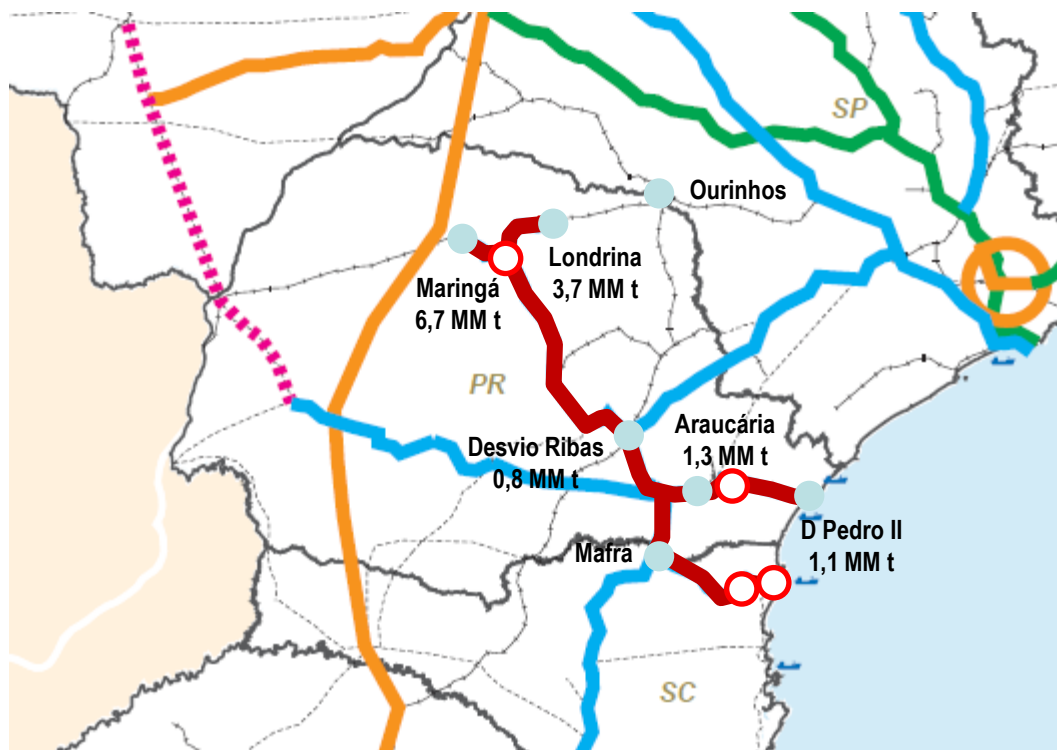 SP
Ourinhos
Londrina
3,7 MM t
Maringá
6,7 MM t
PR
Araucária
1,3 MM t
Desvio Ribas
0,8 MM t
D Pedro II
1,1 MM t
Mafra
SC